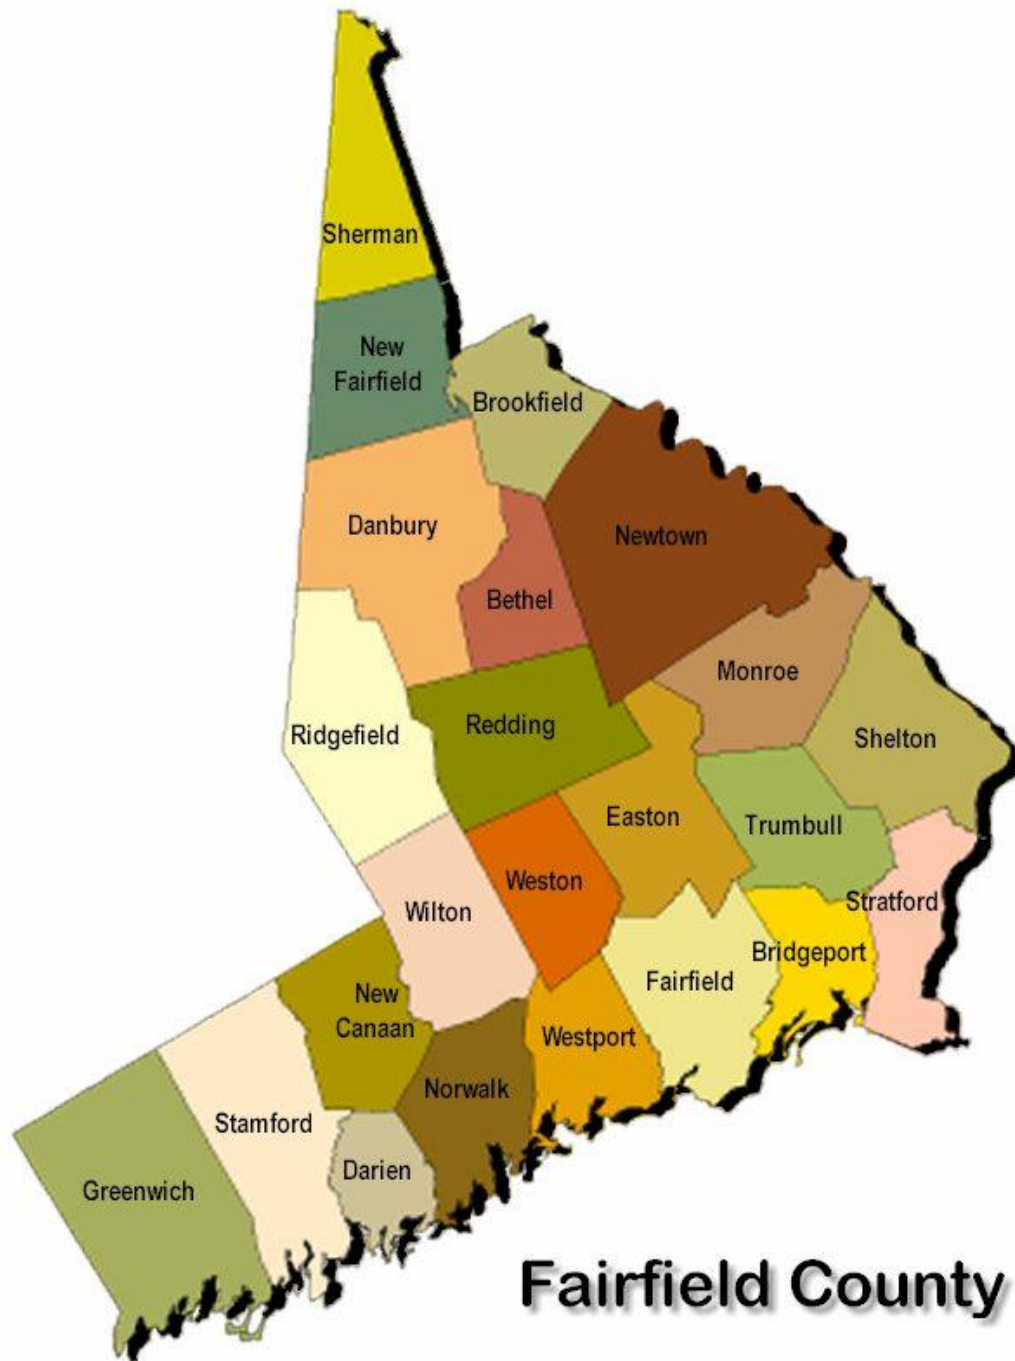 Sherman
New
Fairfield
Brookfield
Danbury
Newtown
Bethel
Monroe
Ridgefield
Redding
Shelton
Easton
Trumbull
Weston
Stratford
Wilton
Bridgeport
Fairfield
New
Canaan
Westport
Norwalk
Stamford
Darien
Greenwich
Fairfield County